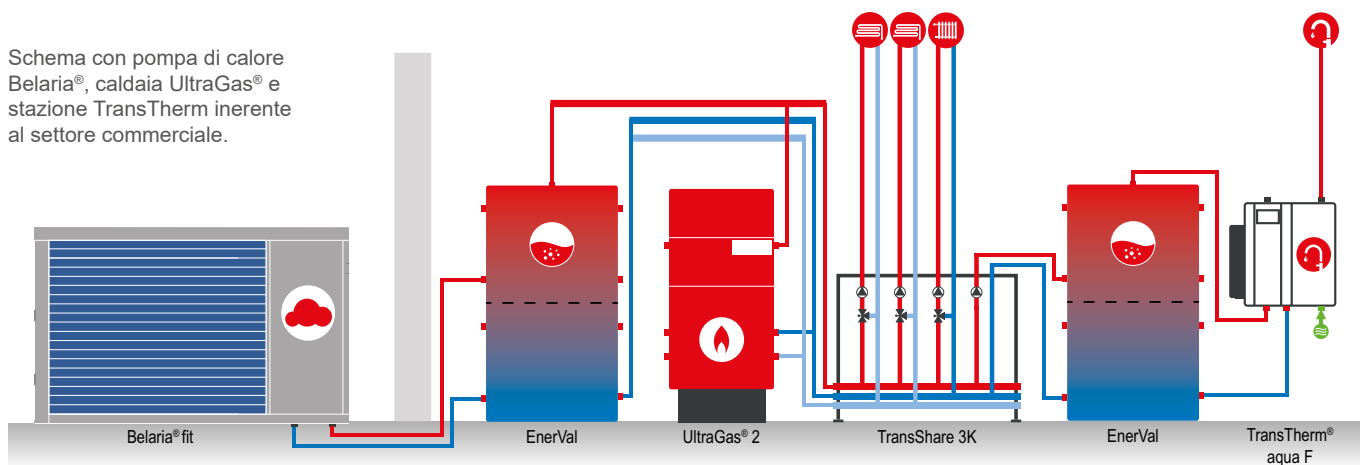 Schema con pompa di calore
Belaria®, caldaia UltraGas® e
stazione TransTherm inerente
al settore commerciale.
Belaria® fit
EnerVal
UltraGas® 2
TransShare 3K
EnerVal
TransTherm®
aqua F